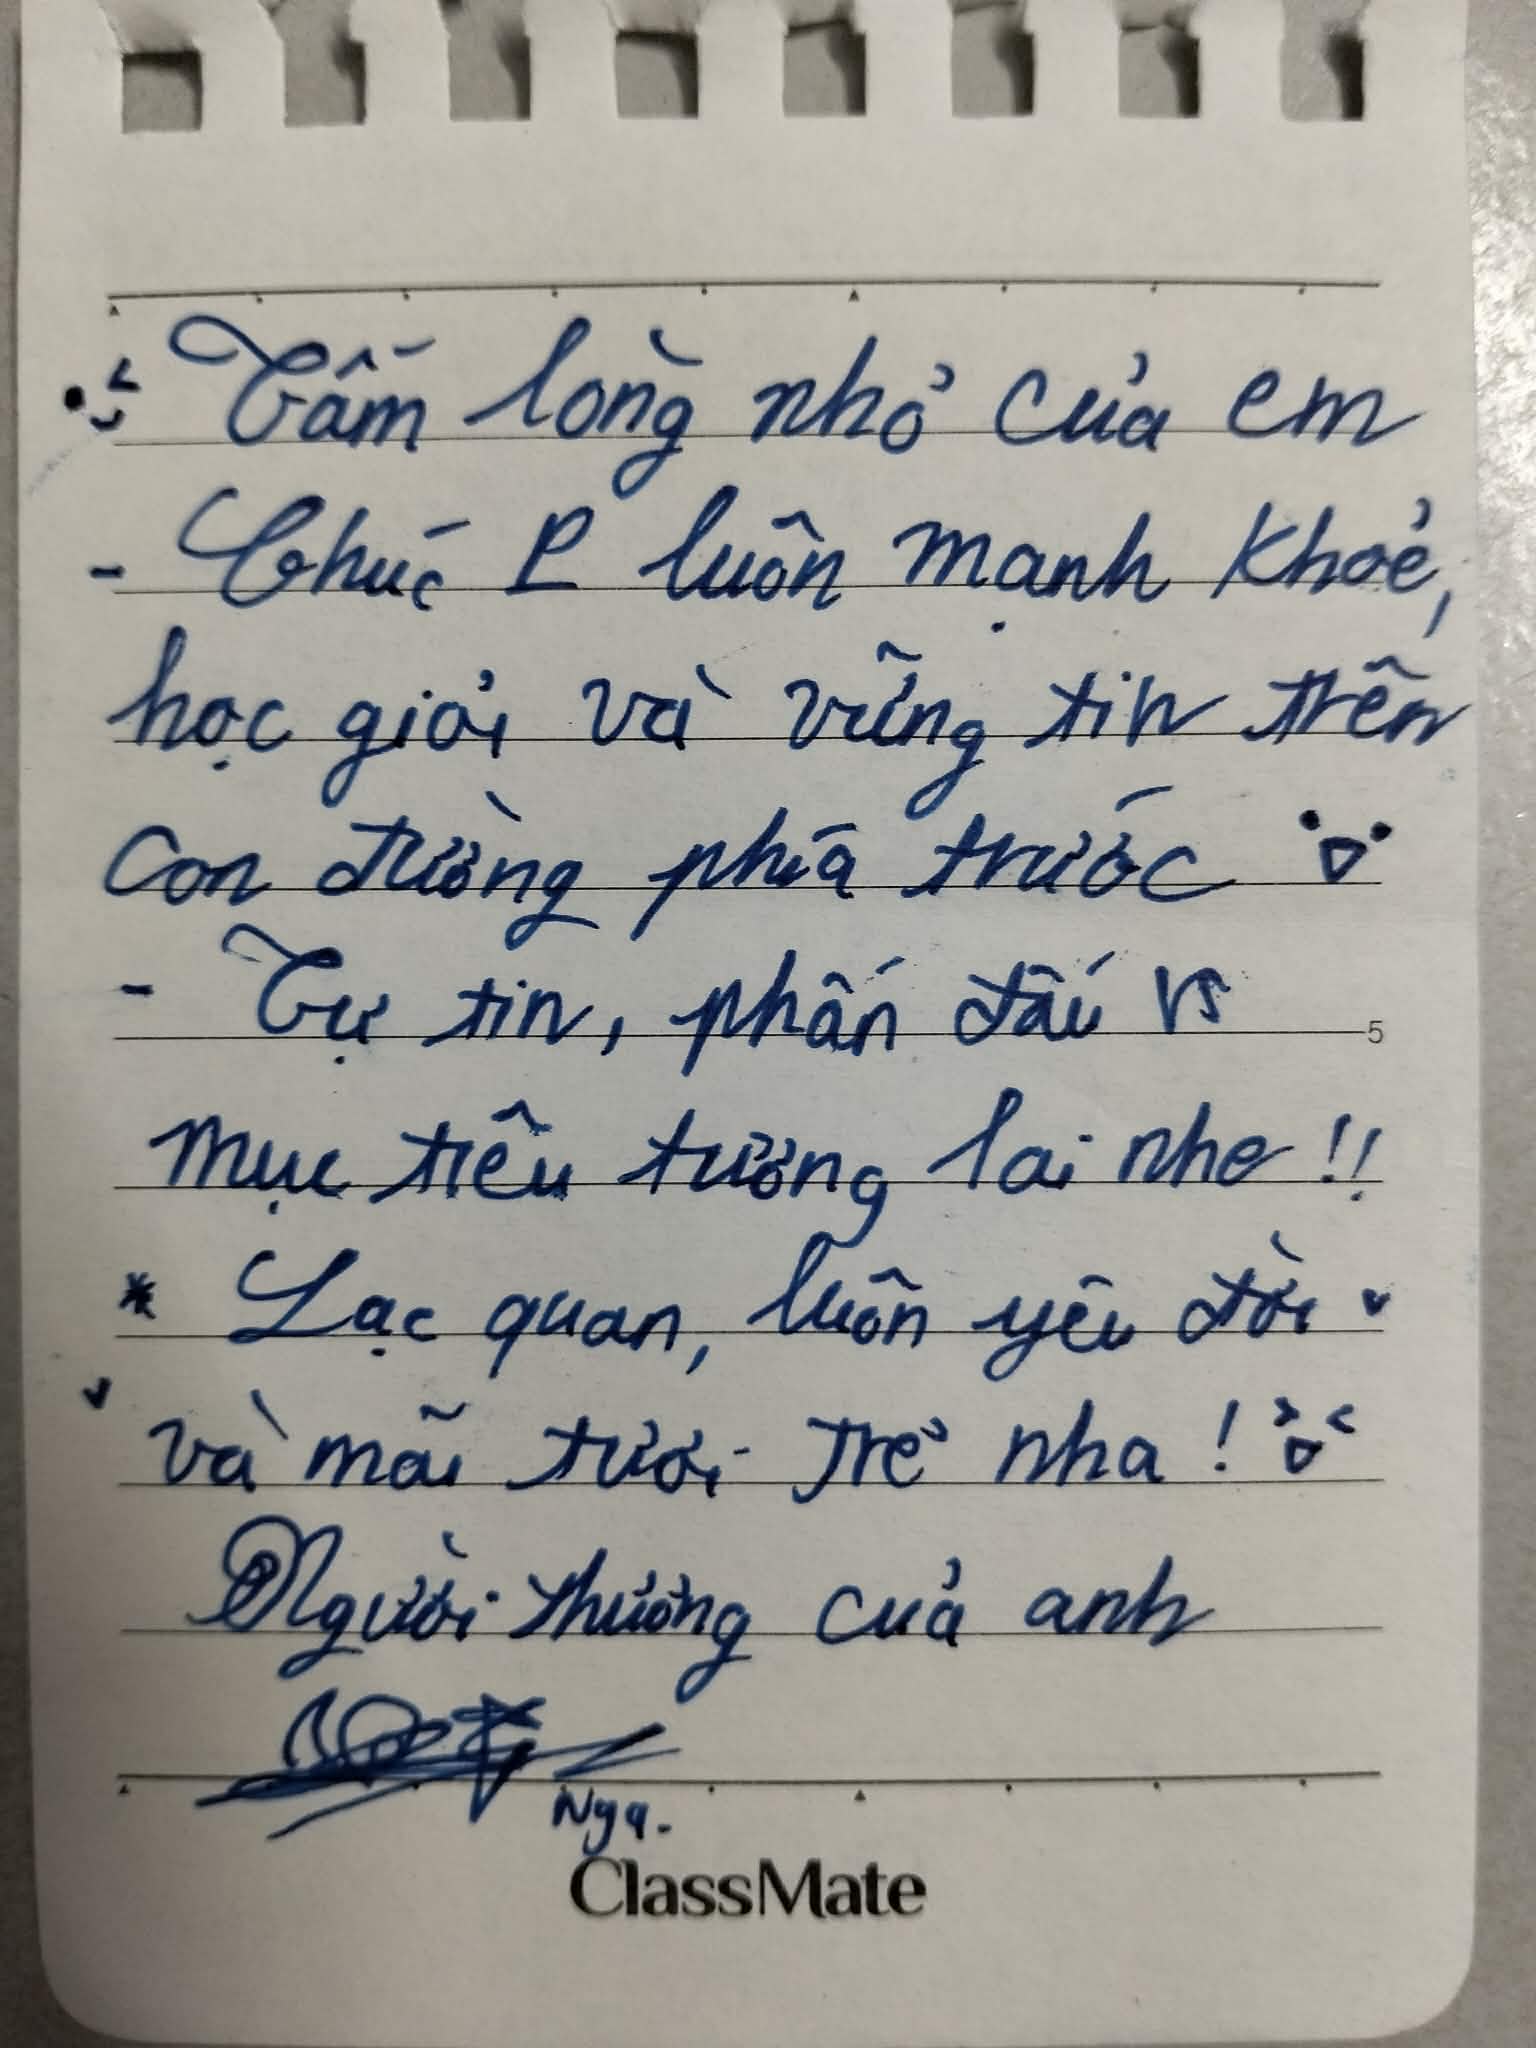 Tấm lòng nhỏ của em
- Chúc P luôn mạnh khoẻ,
học giỏi và vững tin trên
con đường phía trước
- Tự tin, phấn đấu vs
5
mục tiêu tương lai nhe !!
* Lạc quan, luôn yêu đời
và mãi tươi trẻ nha !
Người thương của anh
Nga.
ClassMate